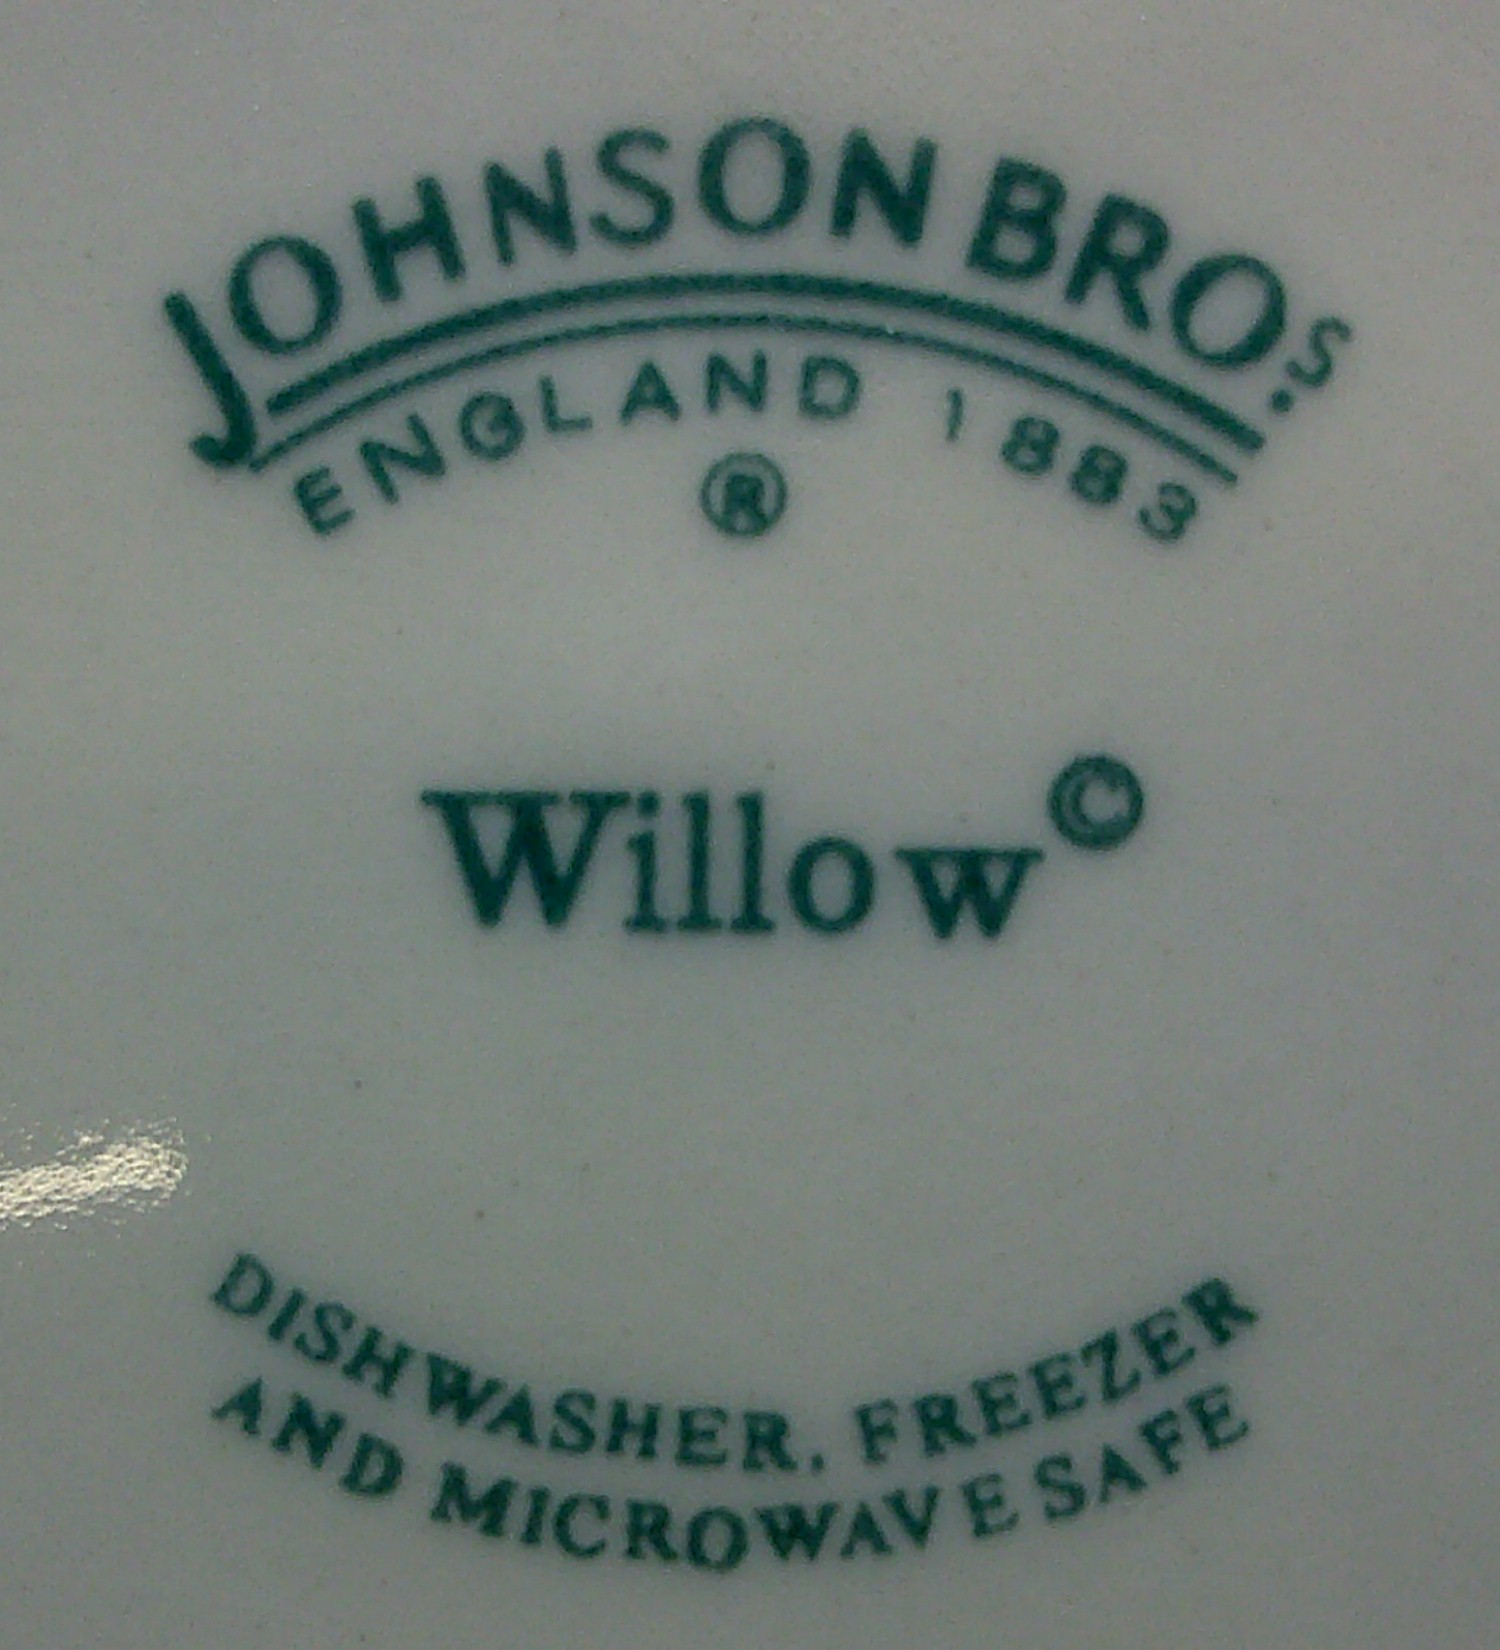 JOHNSON BROS.
ENGLAND 1883
®
Willow©
DISHWASHER, FREEZER
AND MICROWAVE SAFE